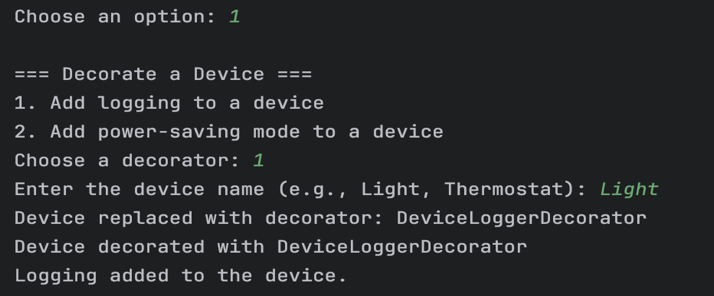 Choose an option: 1
=== Decorate a Device ===
1. Add logging to a device
2. Add power-saving mode to a device
Choose a decorator: 1
Enter the device name (e.g., Light, Thermostat): Light
Device replaced with decorator: DeviceLoggerDecorator
Device decorated with DeviceLoggerDecorator
Logging added to the device.